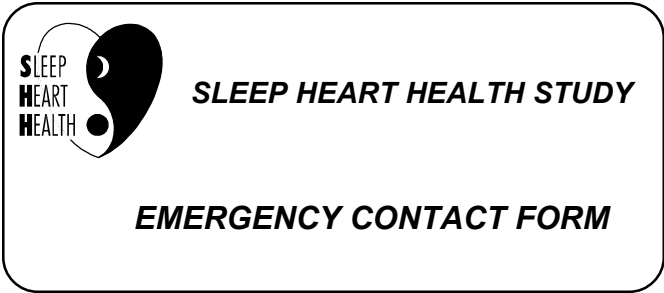 SLEEP
HEART
HEALTH
SLEEP HEART HEALTH STUDY
EMERGENCY CONTACT FORM